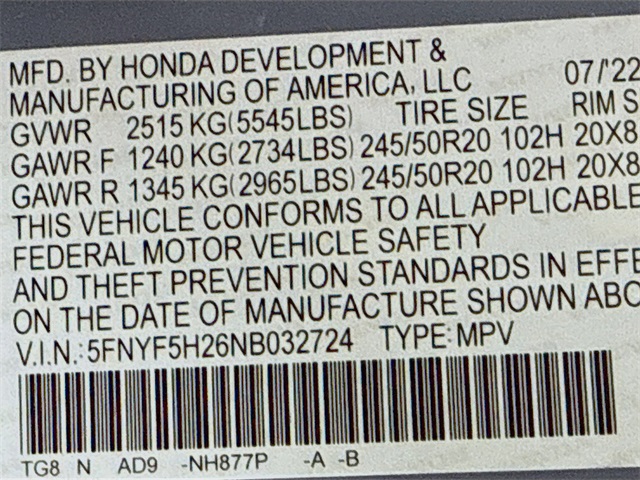 MFD. BY HONDA DEVELOPMENT &
MANUFACTURING OF AMERICA, LLC 07/'22
GVWR 2515 KG(5545LBS) TIRE SIZE RIM S
GAWR F 1240 KG(2734LBS) 245/50R20 102H 20X8
GAWR R 1345 KG(2965LBS) 245/50R20 102H 20X8
THIS VEHICLE CONFORMS TO ALL APPLICABLE
FEDERAL MOTOR VEHICLE SAFETY
AND THEFT PREVENTION STANDARDS IN EFFE
ON THE DATE OF MANUFACTURE SHOWN ABO
V.I.N.:5FNYF5H26NB032724 TYPE:MPV
TG8 N AD9 -NH877P -A -B